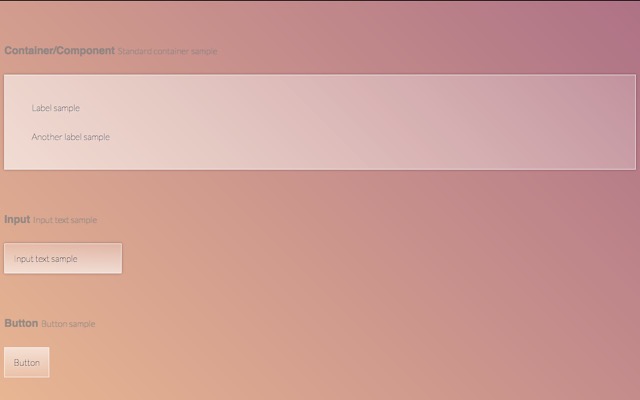 Container/Component Standard container sample
Label sample
Another label sample
Input Input text sample
Input text sample
Button Button sample
Button